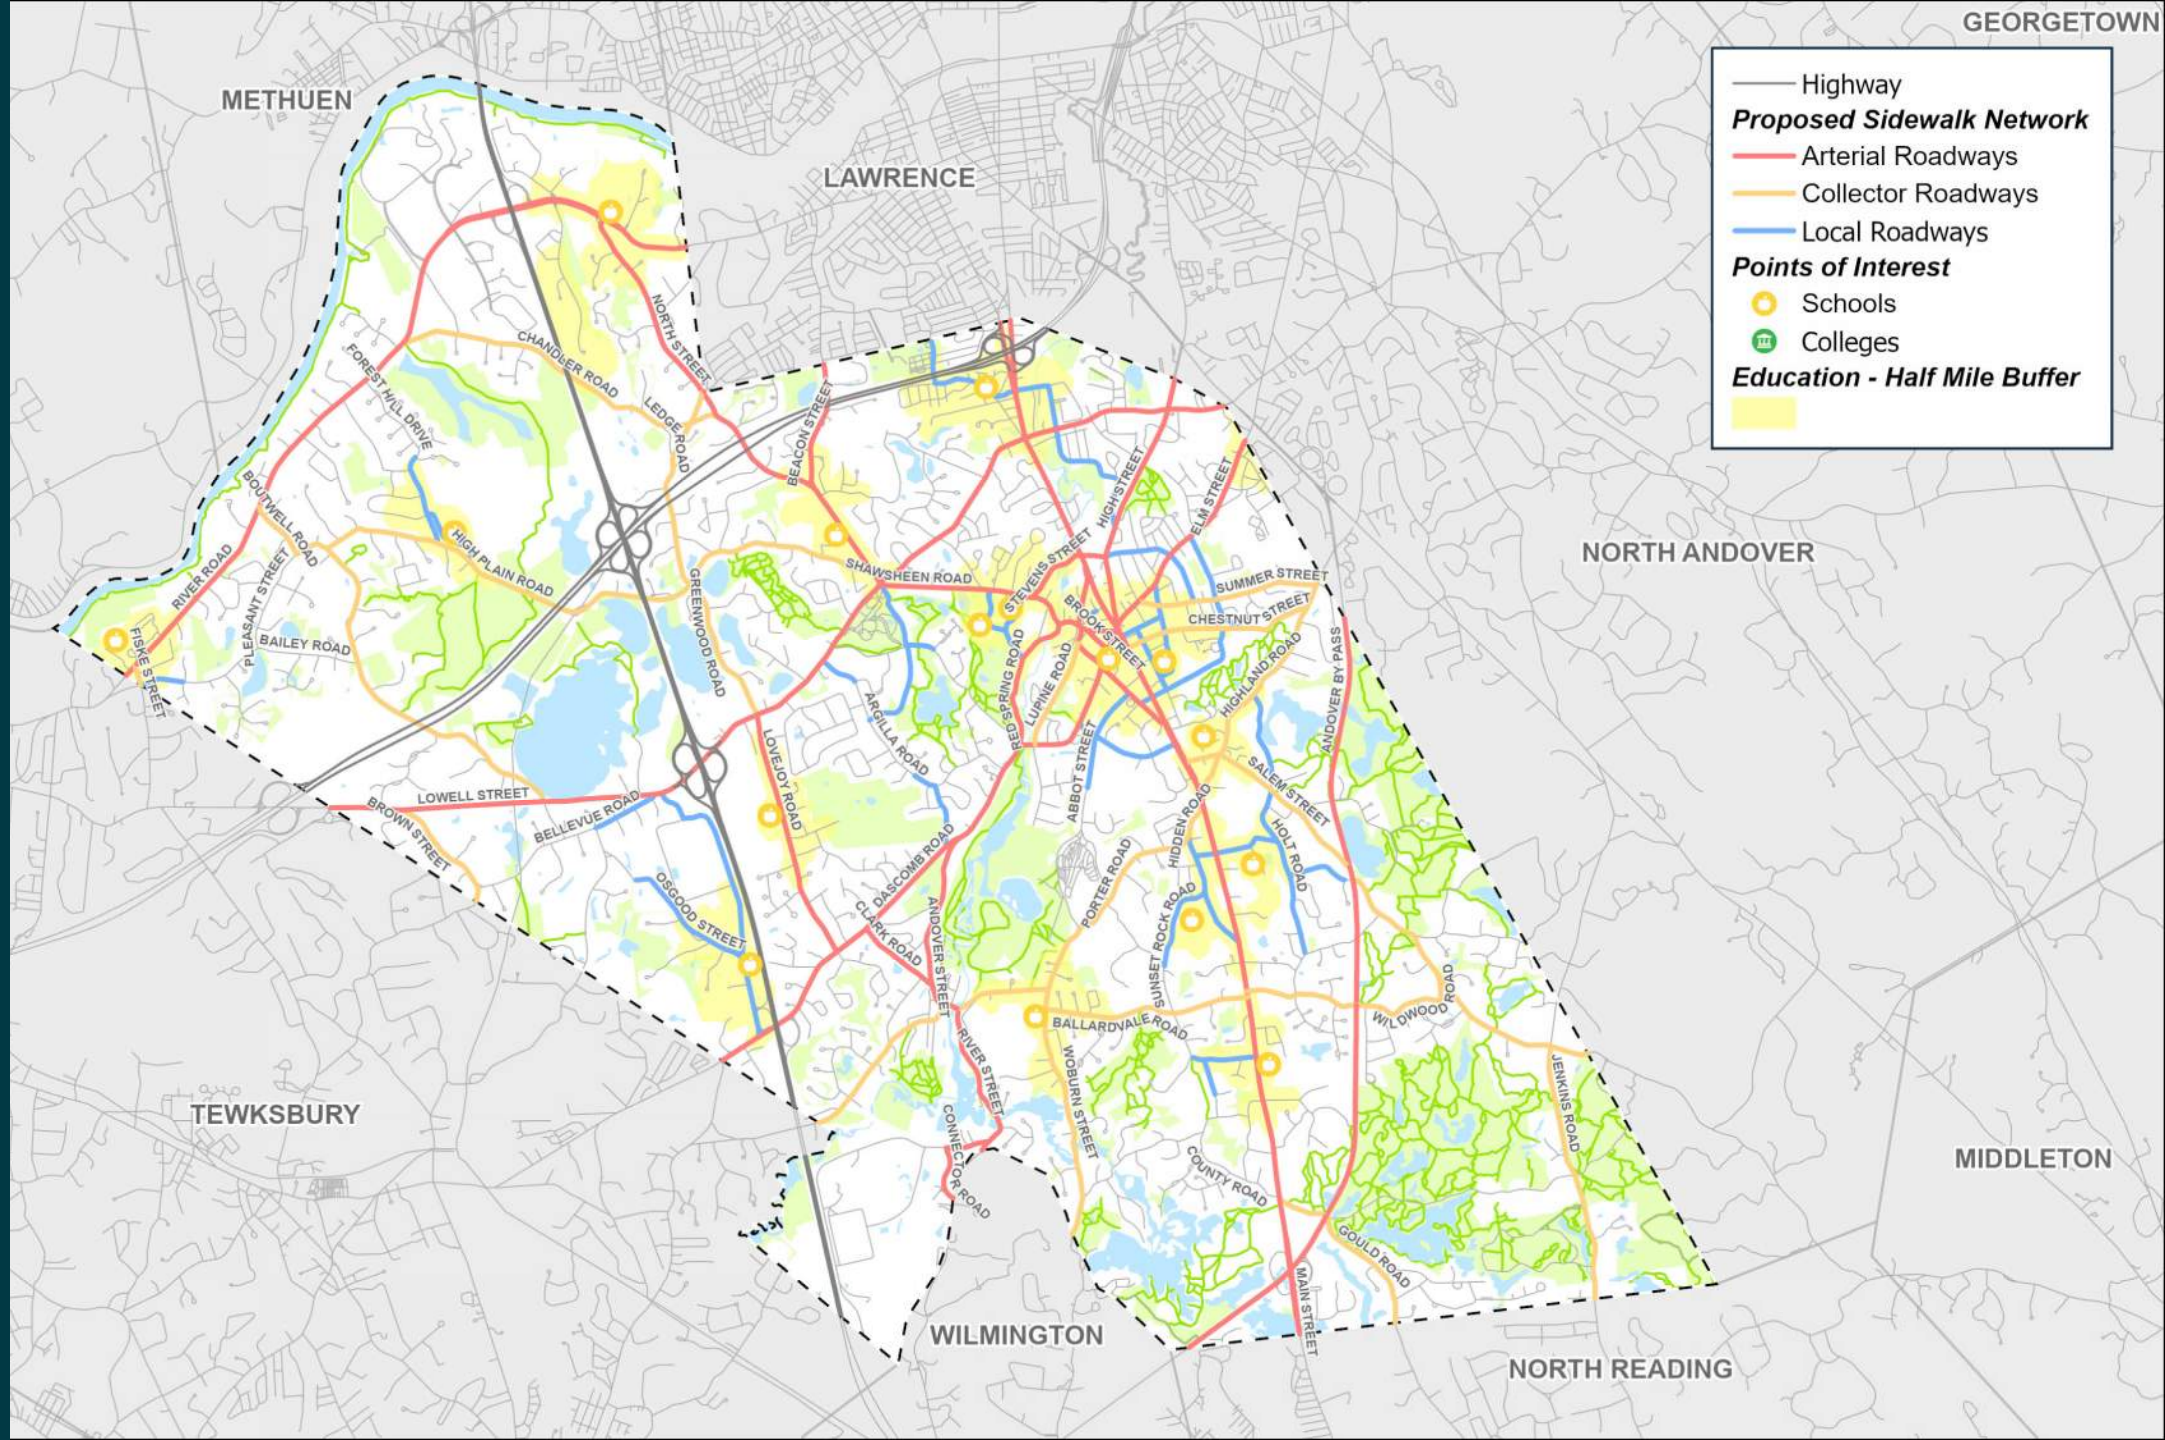 GEORGETOWN
Highway
Proposed Sidewalk Network
Arterial Roadways
Collector Roadways
Local Roadways
Points of Interest
Schools
Colleges
Education - Half Mile Buffer
METHUEN
LAWRENCE
NORTH STREET
CHANDLER ROAD
FOREST HILL DRIVE
LEDGE ROAD
BEACON STREET
HIGH STREET
ELM STREET
BOUTWELL ROAD
HIGH PLAIN ROAD
RIVER ROAD
PLEASANT STREET
BAILEY ROAD
FISKE STREET
GREENWOOD ROAD
SHAWSHEEN ROAD
STEVENS STREET
BROOK STREET
SUMMER STREET
CHESTNUT STREET
NORTH ANDOVER
RED SPRING ROAD
LUPINE ROAD
HIGHLAND ROAD
ANDOVER BY PASS
ARGILLA ROAD
LOVEJOY ROAD
ABBOT STREET
SALEM STREET
LOWELL STREET
BELLEVUE ROAD
BROWN STREET
HIDDEN ROAD
HOLT ROAD
DASCOMB ROAD
PORTER ROAD
OSGOOD STREET
CLARK ROAD
ANDOVER STREET
SUNSET ROCK ROAD
BALLARDVALE ROAD
WILDWOOD ROAD
RIVER STREET
WOBURN STREET
JENKINS ROAD
TEWKSBURY
CONNECTOR ROAD
COUNTY ROAD
MIDDLETON
GOULD ROAD
MAIN STREET
WILMINGTON
NORTH READING